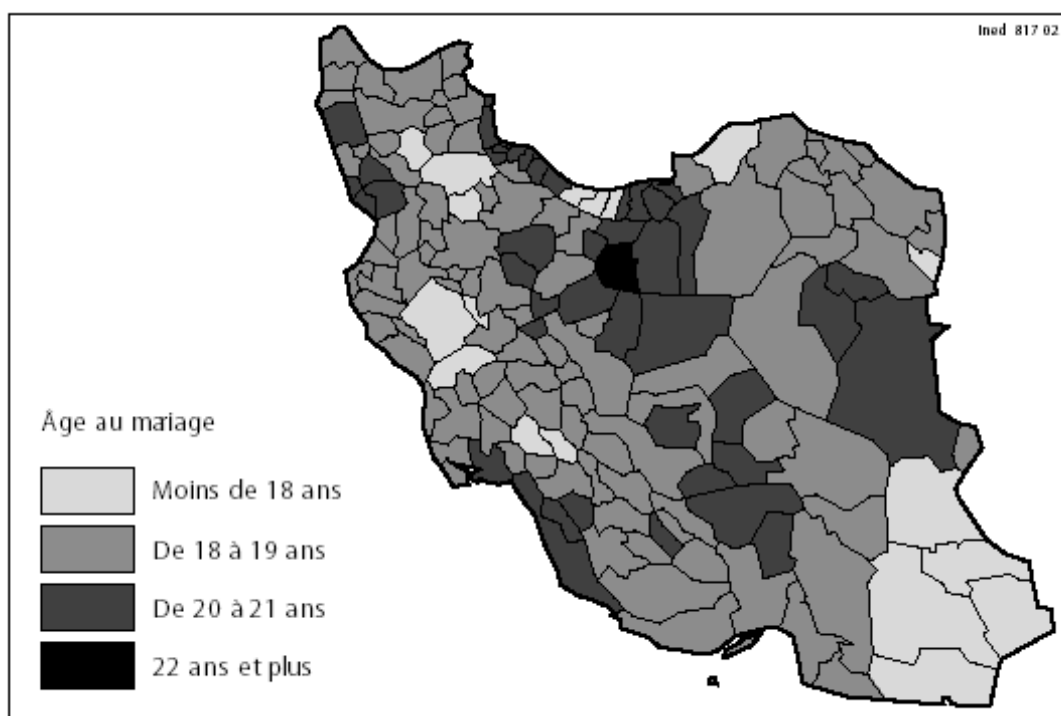 Ined 817 02
Âge au mariage
Moins de 18 ans
De 18 à 19 ans
De 20 à 21 ans
22 ans et plus